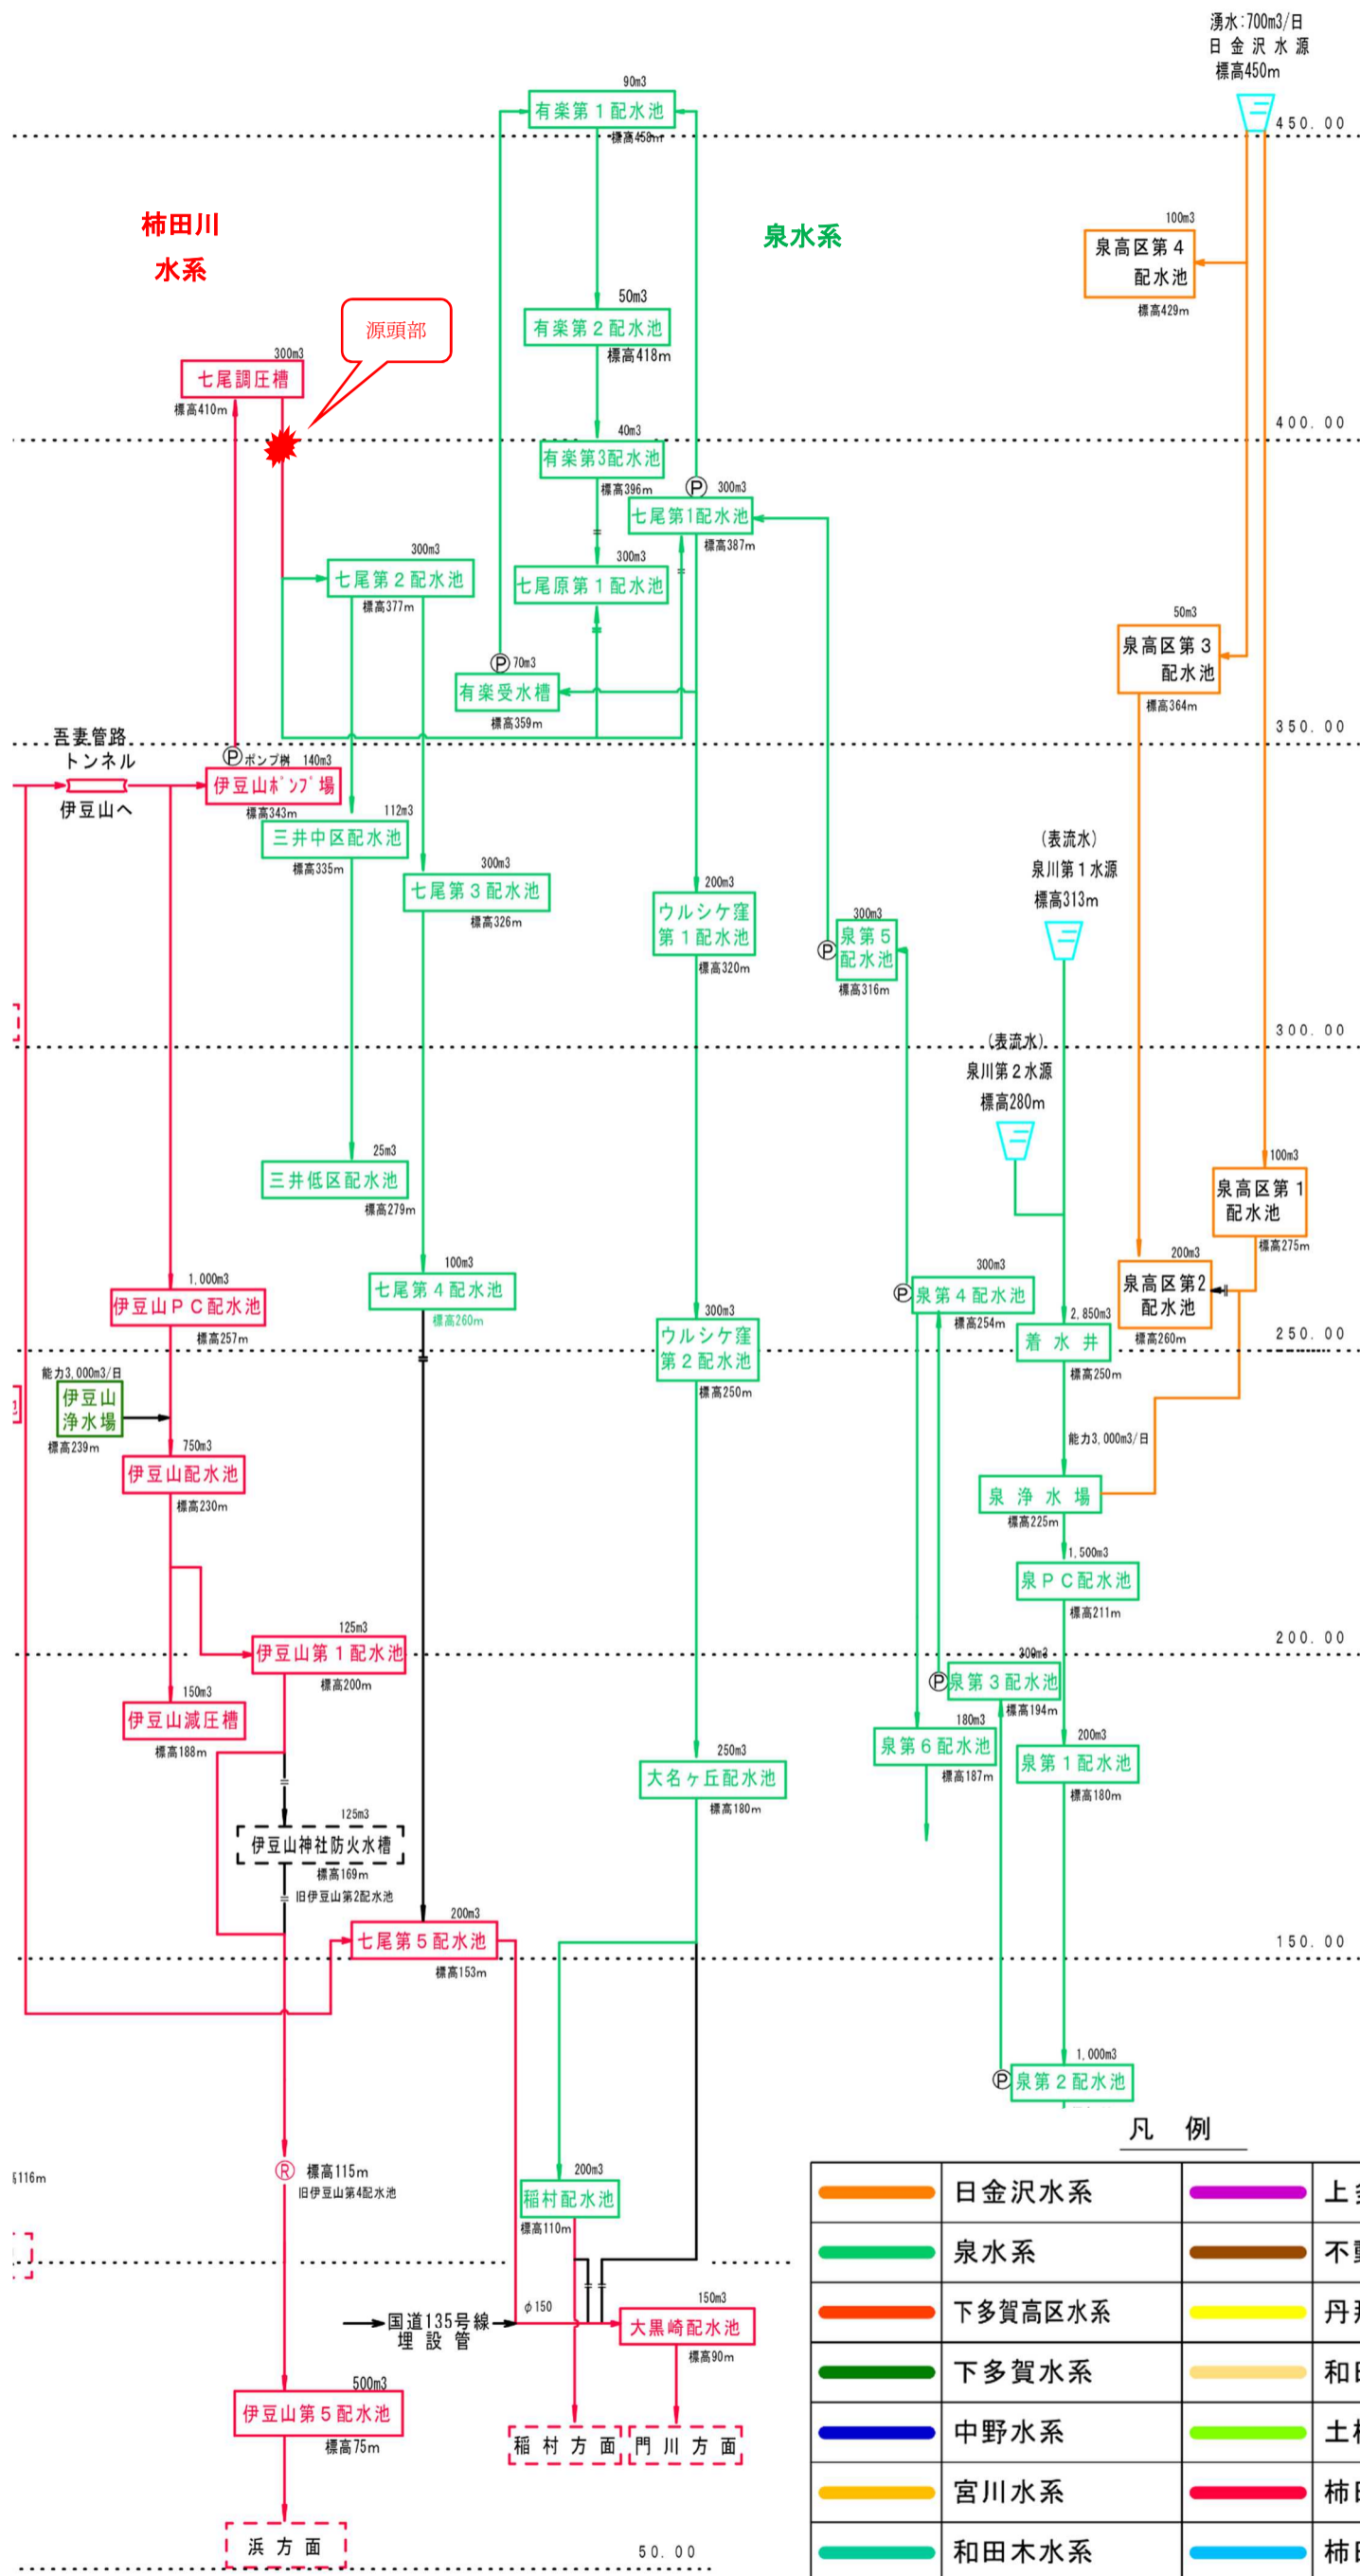 湧水:700m3/日
日金沢水源
標高450m
90m3
有楽第1配水池
標高458m
450.00
柿田川
水系
泉水系
100m3
泉高区第4
配水池
標高429m
源頭部
50m3
有楽第2配水池
標高418m
300m3
七尾調圧槽
標高410m
400.00
40m3
有楽第3配水池
標高396m
P 300m3
七尾第1配水池
標高387m
300m3
七尾第2配水池
標高377m
300m3
七尾原第1配水池
50m3
泉高区第3
配水池
標高364m
P 70m3
有楽受水槽
標高359m
350.00
吾妻管路
トンネル
伊豆山へ
P ポンプ桝 140m3
伊豆山ポンプ場
標高343m
112m3
三井中区配水池
標高335m
300m3
七尾第3配水池
標高326m
200m3
ウルシケ窪
第1配水池
標高320m
300m3
P 泉第5
配水池
標高316m
(表流水)
泉川第1水源
標高313m
300.00
(表流水)
泉川第2水源
標高280m
25m3
三井低区配水池
標高279m
100m3
泉高区第1
配水池
標高275m
100m3
七尾第4配水池
標高260m
200m3
泉高区第2
配水池
標高260m
1,000m3
伊豆山PC配水池
標高257m
300m3
P 泉第4配水池
標高254m
300m3
ウルシケ窪
第2配水池
標高250m
2,850m3
着水井
標高250m
250.00
能力3,000m3/日
伊豆山
浄水場
標高239m
750m3
伊豆山配水池
標高230m
能力3,000m3/日
泉浄水場
標高225m
1,500m3
泉PC配水池
標高211m
200.00
125m3
伊豆山第1配水池
標高200m
300m3
P 泉第3配水池
標高194m
150m3
伊豆山減圧槽
標高188m
180m3
泉第6配水池
標高187m
200m3
泉第1配水池
標高180m
250m3
大名ヶ丘配水池
標高180m
125m3
伊豆山神社防火水槽
標高169m
旧伊豆山第2配水池
200m3
七尾第5配水池
標高153m
150.00
1,000m3
P 泉第2配水池
116m
R 標高115m
旧伊豆山第4配水池
200m3
稲村配水池
標高110m
国道135号線
埋設管
φ150
150m3
大黒崎配水池
標高90m
500m3
伊豆山第5配水池
標高75m
稲村方面
門川方面
浜方面
50.00
凡例
日金沢水系
上
泉水系
不
下多賀高区水系
丹
下多賀水系
和
中野水系
土
宮川水系
柿
和田木水系
柿